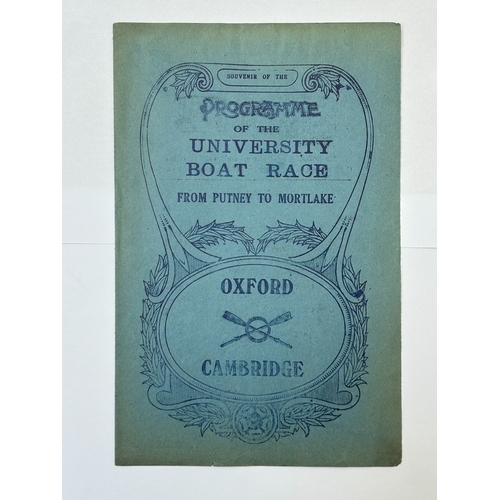 SOUVENIR OF THE
PROGRAMME
OF THE
UNIVERSITY
BOAT RACE
FROM PUTNEY TO MORTLAKE
OXFORD
CAMBRIDGE